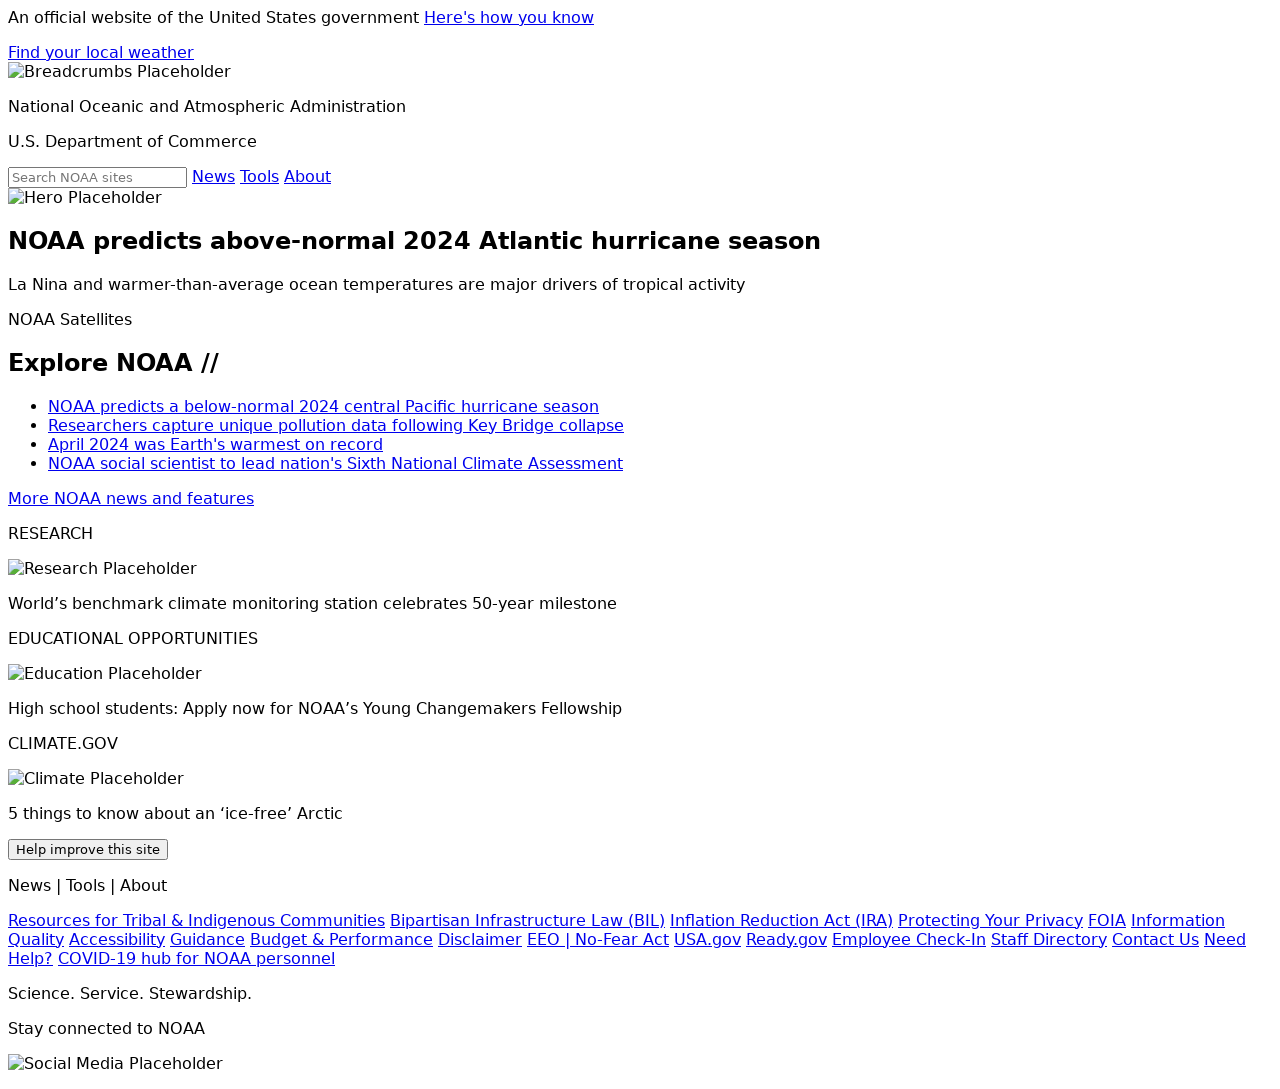 An official website of the United States government Here's how you know
Find your local weather
Breadcrumbs Placeholder
National Oceanic and Atmospheric Administration
U.S. Department of Commerce
Search NOAA sites News Tools About
Hero Placeholder
NOAA predicts above-normal 2024 Atlantic hurricane season
La Nina and warmer-than-average ocean temperatures are major drivers of tropical activity
NOAA Satellites
Explore NOAA //
NOAA predicts a below-normal 2024 central Pacific hurricane season
Researchers capture unique pollution data following Key Bridge collapse
April 2024 was Earth's warmest on record
NOAA social scientist to lead nation's Sixth National Climate Assessment
More NOAA news and features
RESEARCH
Research Placeholder
World’s benchmark climate monitoring station celebrates 50-year milestone
EDUCATIONAL OPPORTUNITIES
Education Placeholder
High school students: Apply now for NOAA’s Young Changemakers Fellowship
CLIMATE.GOV
Climate Placeholder
5 things to know about an ‘ice-free’ Arctic
Help improve this site
News | Tools | About
Resources for Tribal & Indigenous Communities Bipartisan Infrastructure Law (BIL) Inflation Reduction Act (IRA) Protecting Your Privacy FOIA Information
Quality Accessibility Guidance Budget & Performance Disclaimer EEO | No-Fear Act USA.gov Ready.gov Employee Check-In Staff Directory Contact Us Need
Help? COVID-19 hub for NOAA personnel
Science. Service. Stewardship.
Stay connected to NOAA
Social Media Placeholder